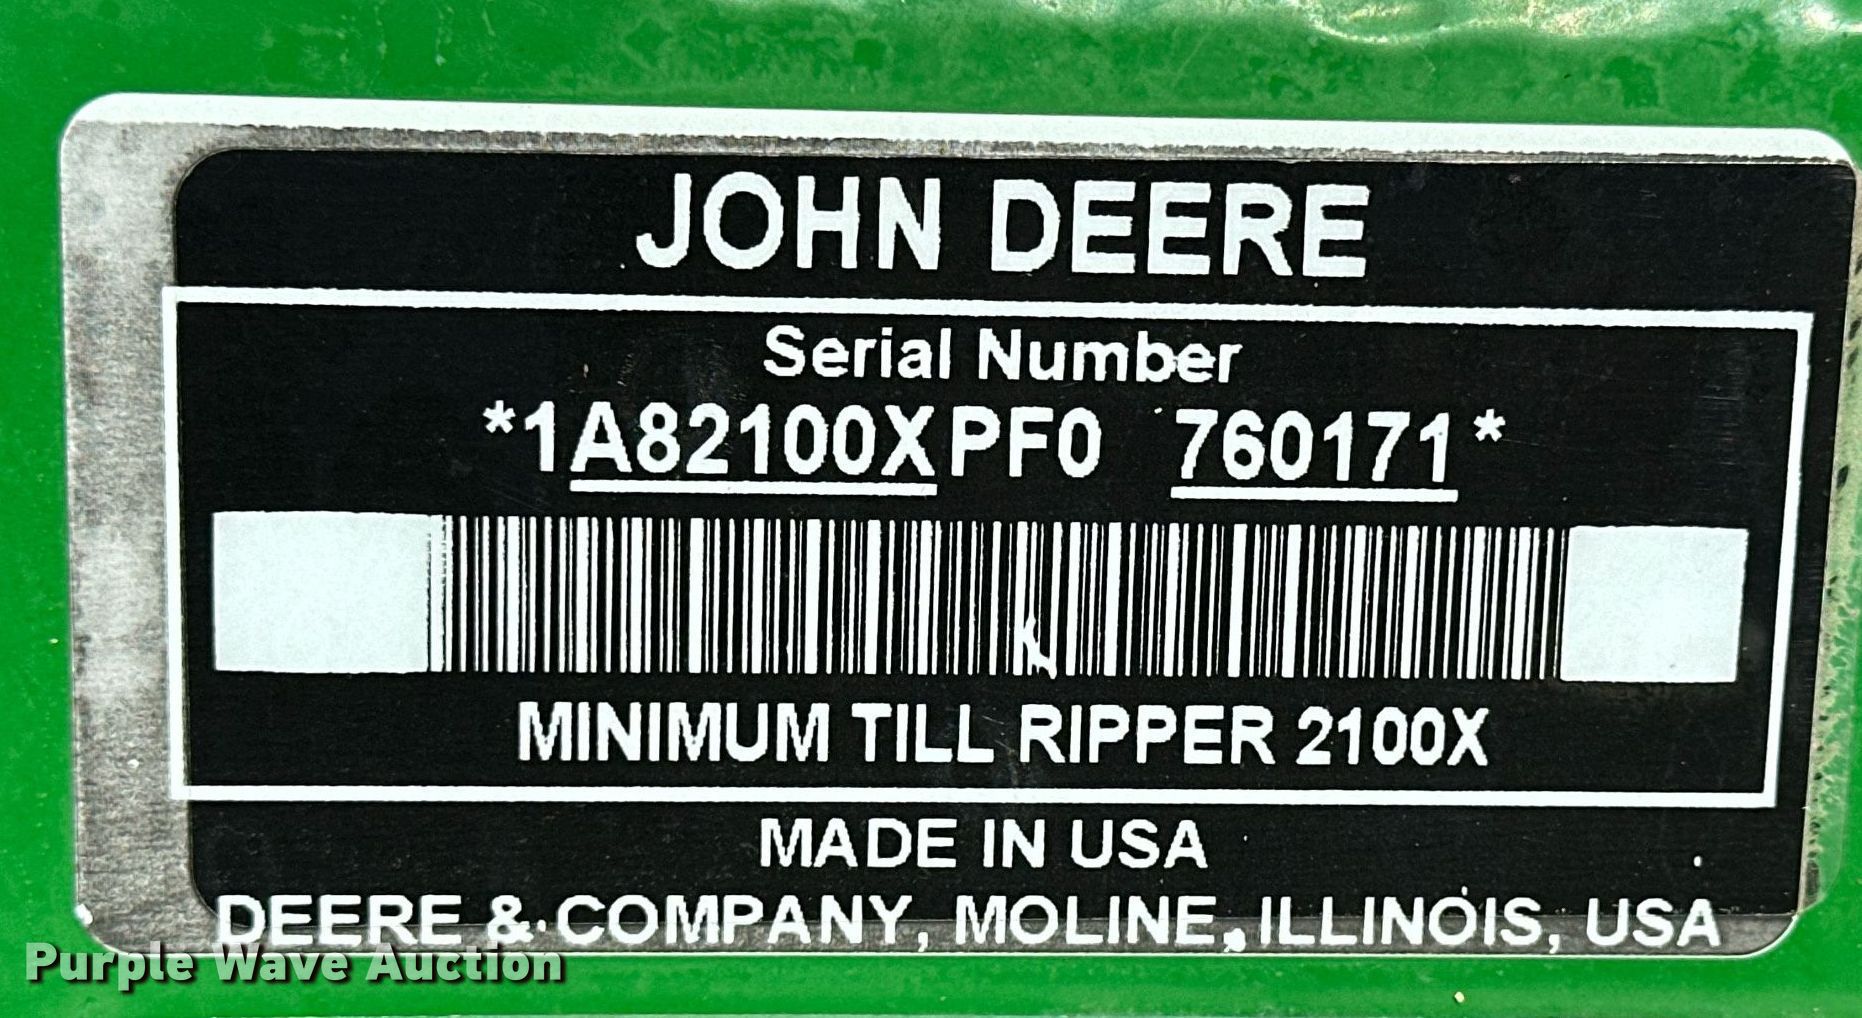 JOHN DEERE
Serial Number
*1A82100XPF0 760171*
MINIMUM TILL RIPPER 2100X
MADE IN USA
DEERE & COMPANY, MOLINE, ILLINOIS, USA
Purple Wave Auction